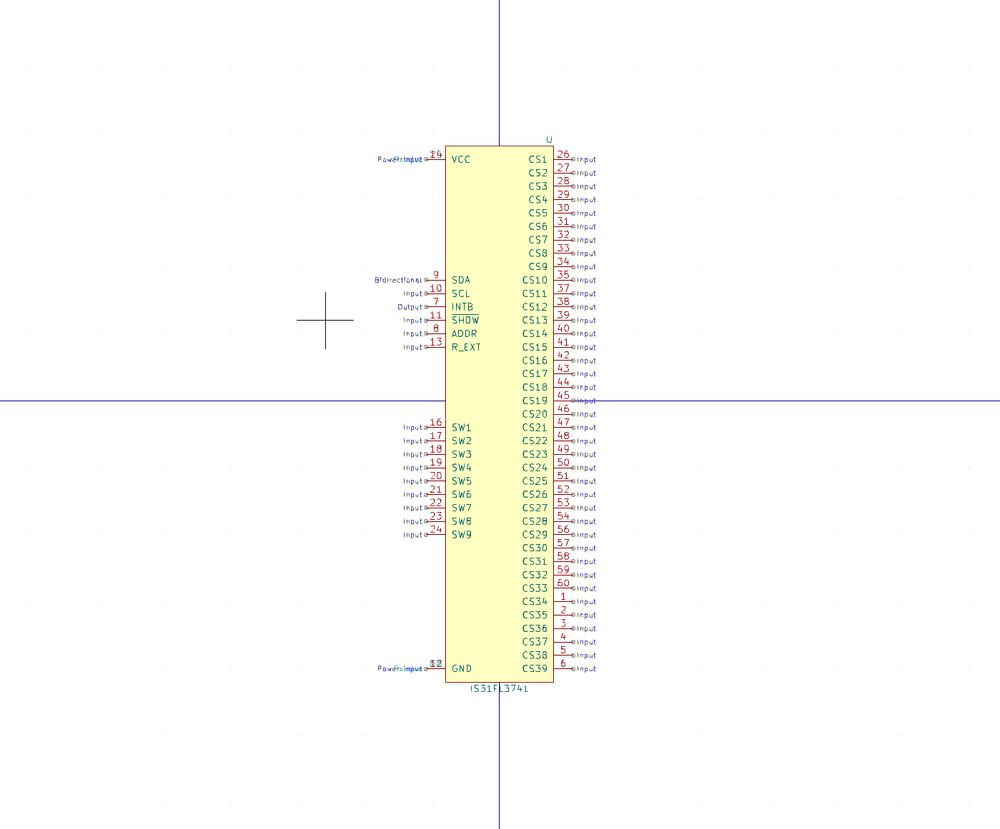 U
Power Input 14 VCC CS1 26 Input
CS2 27 Input
CS3 28 Input
CS4 29 Input
CS5 30 Input
CS6 31 Input
CS7 32 Input
CS8 33 Input
CS9 34 Input
Bidirectional 9 SDA CS10 35 Input
Input 10 SCL CS11 37 Input
Output 7 INTB CS12 38 Input
Input 11 SHDW CS13 39 Input
Input 8 ADDR CS14 40 Input
Input 13 R_EXT CS15 41 Input
CS16 42 Input
CS17 43 Input
CS18 44 Input
CS19 45 Input
CS20 46 Input
Input 16 SW1 CS21 47 Input
Input 17 SW2 CS22 48 Input
Input 18 SW3 CS23 49 Input
Input 19 SW4 CS24 50 Input
Input 20 SW5 CS25 51 Input
Input 21 SW6 CS26 52 Input
Input 22 SW7 CS27 53 Input
Input 23 SW8 CS28 54 Input
Input 24 SW9 CS29 56 Input
CS30 57 Input
CS31 58 Input
CS32 59 Input
CS33 60 Input
CS34 1 Input
CS35 2 Input
CS36 3 Input
CS37 4 Input
CS38 5 Input
Power Input 12 GND CS39 6 Input
IS31FL3741